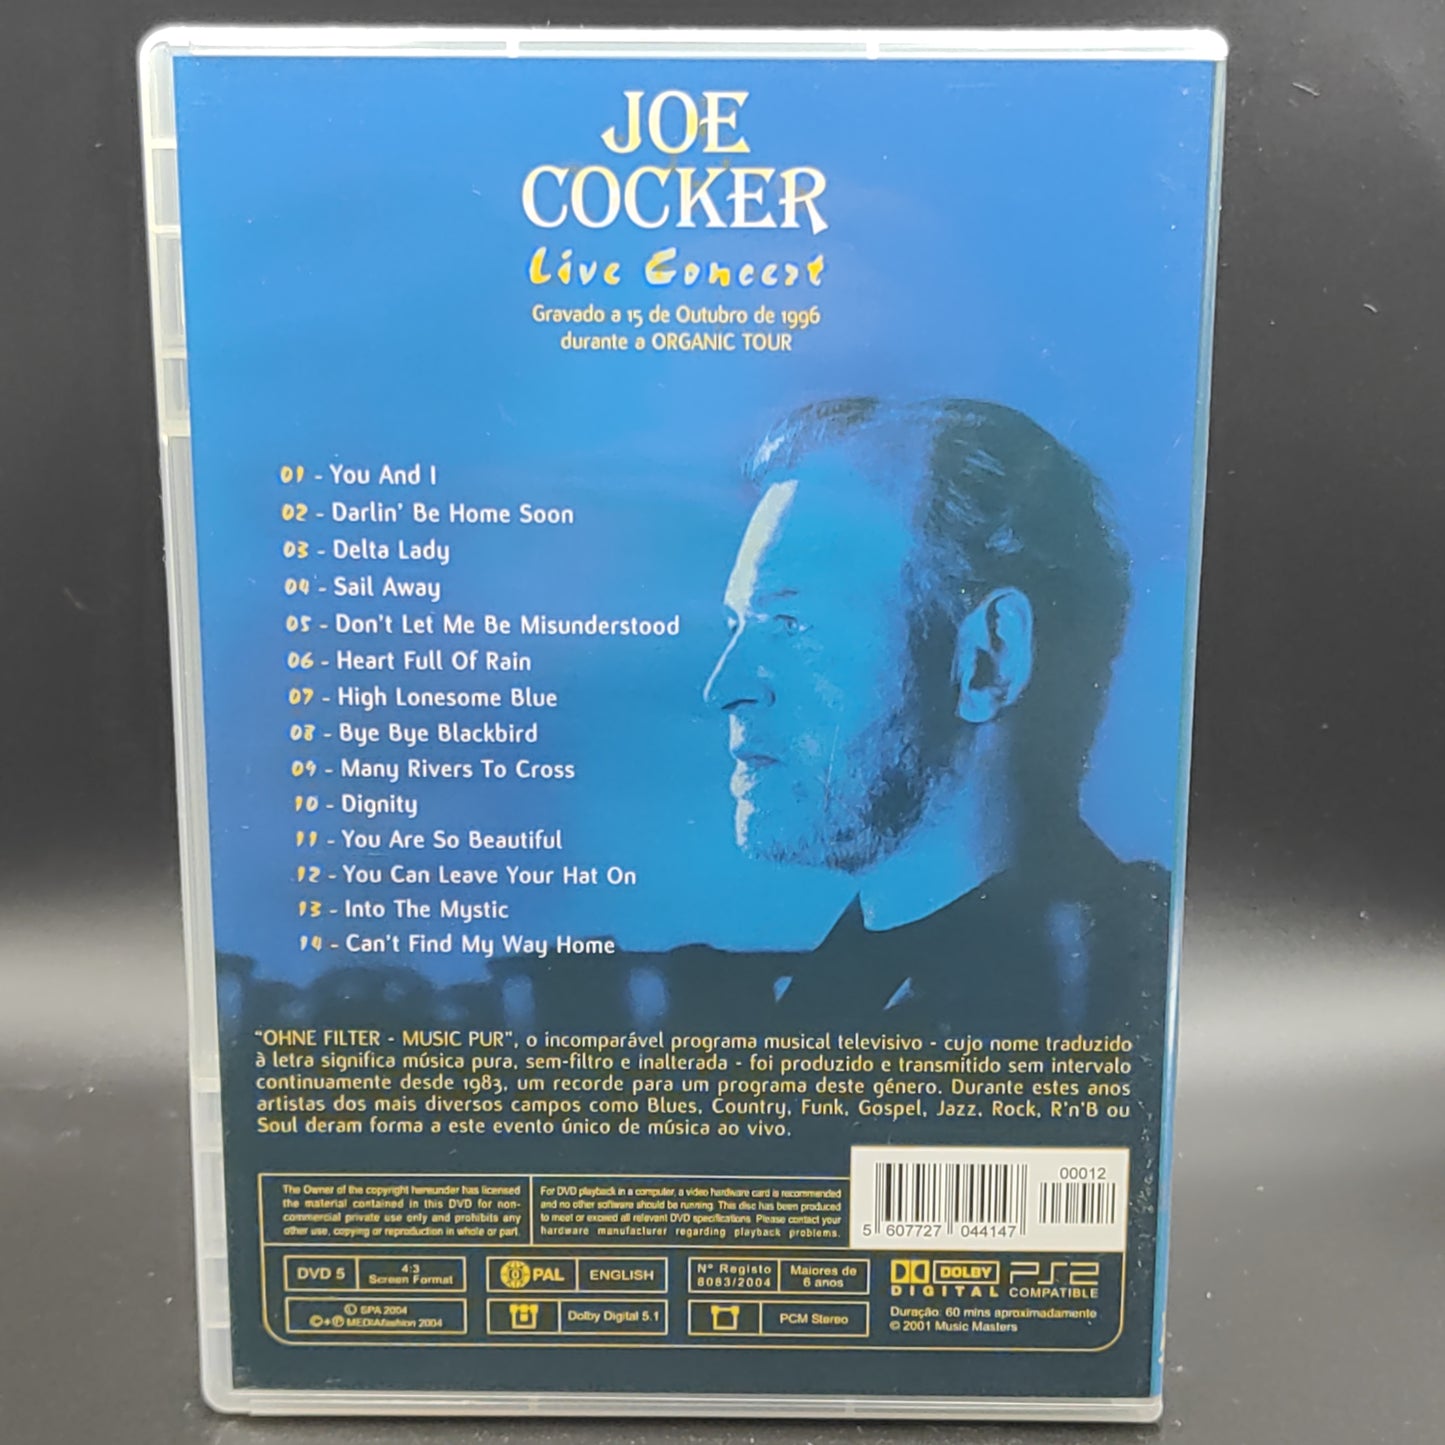 JOE
COCKER
Live Concert
Gravado a 15 de Outubro de 1996
durante a ORGANIC TOUR
01 - You And I
02 - Darlin' Be Home Soon
03 - Delta Lady
04 - Sail Away
05 - Don't Let Me Be Misunderstood
06 - Heart Full Of Rain
07 - High Lonesome Blue
08 - Bye Bye Blackbird
09 - Many Rivers To Cross
10 - Dignity
11 - You Are So Beautiful
12 - You Can Leave Your Hat On
13 - Into The Mystic
14 - Can't Find My Way Home
"OHNE FILTER - MUSIC PUR", o incomparável programa musical televisivo - cujo nome traduzido
à letra significa música pura, sem-filtro e inalterada - foi produzido e transmitido sem intervalo
continuamente desde 1983, um recorde para um programa deste género. Durante estes anos
artistas dos mais diversos campos como Blues, Country, Funk, Gospel, Jazz, Rock, R'n'B ou
Soul deram forma a este evento único de música ao vivo.
The Owner of the copyright hereunder has licensed
the material contained in this DVD for non-
commercial private use only and prohibits any
other use, copying or reproduction in whole or part.
For DVD playback in a computer, a video hardware card is recommended
and no other software should be running. This disc has been produced
to meet or exceed all relevant DVD specifications. Please contact your
hardware manufacturer regarding playback problems.
00012
5 607727 044147
DVD 5
4:3
Screen Format
PAL
ENGLISH
Nº Registo
8083/2004
Maiores de
6 anos
DOLBY
DIGITAL
PS2
COMPATIBLE
© SPA 2004
©+℗ MEDIAfashion 2004
Dolby Digital 5.1
PCM Stereo
Duração: 60 mins aproximadamente
© 2001 Music Masters